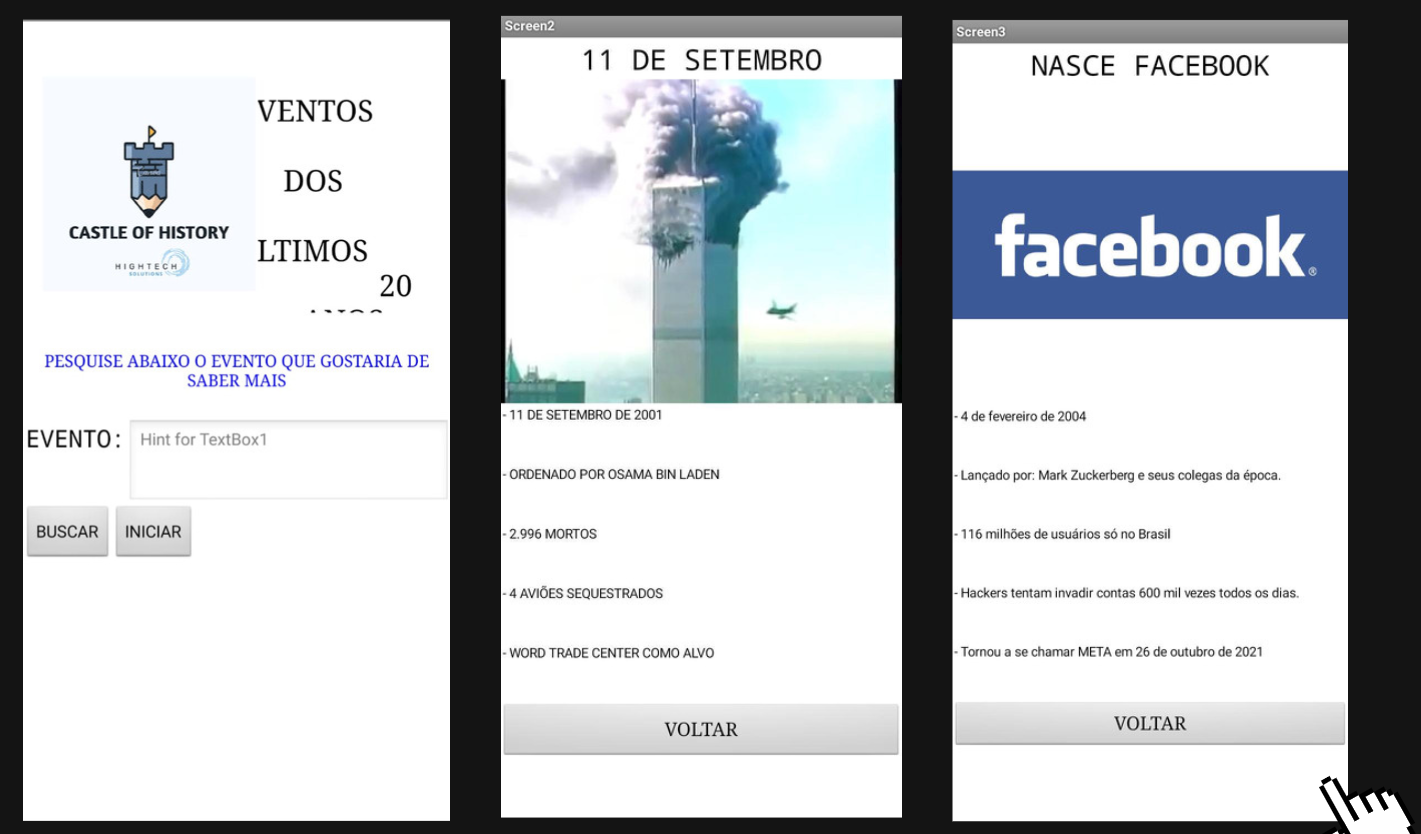 VENTOS
DOS
LTIMOS
20
CASTLE OF HISTORY
HIGHTECH
SOLUTIONS
PESQUISE ABAIXO O EVENTO QUE GOSTARIA DE
SABER MAIS
EVENTO:
Hint for TextBox1
BUSCAR
INICIAR
Screen2
11 DE SETEMBRO
- 11 DE SETEMBRO DE 2001
- ORDENADO POR OSAMA BIN LADEN
- 2.996 MORTOS
- 4 AVIÕES SEQUESTRADOS
- WORD TRADE CENTER COMO ALVO
VOLTAR
Screen3
NASCE FACEBOOK
facebook®
- 4 de fevereiro de 2004
- Lançado por: Mark Zuckerberg e seus colegas da época.
- 116 milhões de usuários só no Brasil
- Hackers tentam invadir contas 600 mil vezes todos os dias.
- Tornou a se chamar META em 26 de outubro de 2021
VOLTAR